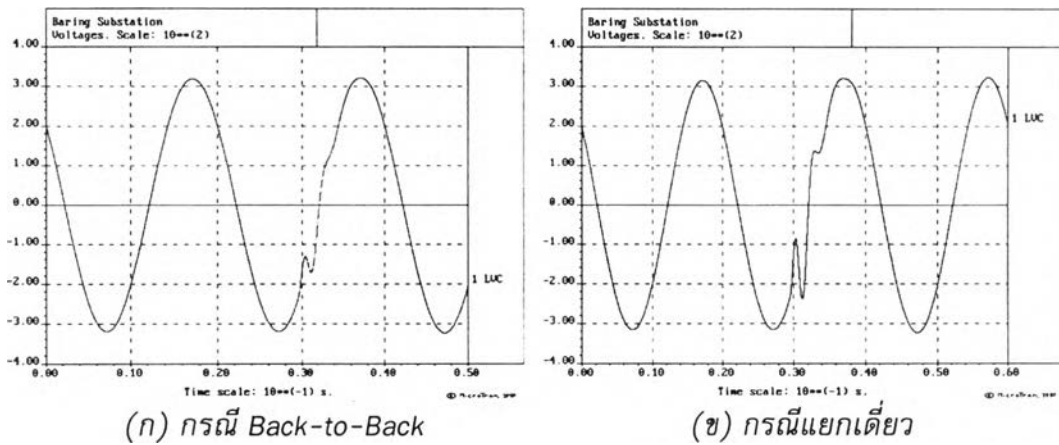 Baring Substation
Voltages. Scale: 10**(2)
4.00
3.00
2.00
1.00
0.00
-1.00
-2.00
-3.00
-4.00
1 LVC
0.00 0.10 0.20 0.30 0.40 0.50
Time scale: 10**(-1) s.
(ก) กรณี Back-to-Back
Baring Substation
Voltages. Scale: 10**(2)
4.00
3.00
2.00
1.00
0.00
-1.00
-2.00
-3.00
-4.00
1 LVC
0.00 0.10 0.20 0.30 0.40 0.50 0.60
Time scale: 10**(-1) s.
(ข) กรณีแยกเดี่ยว